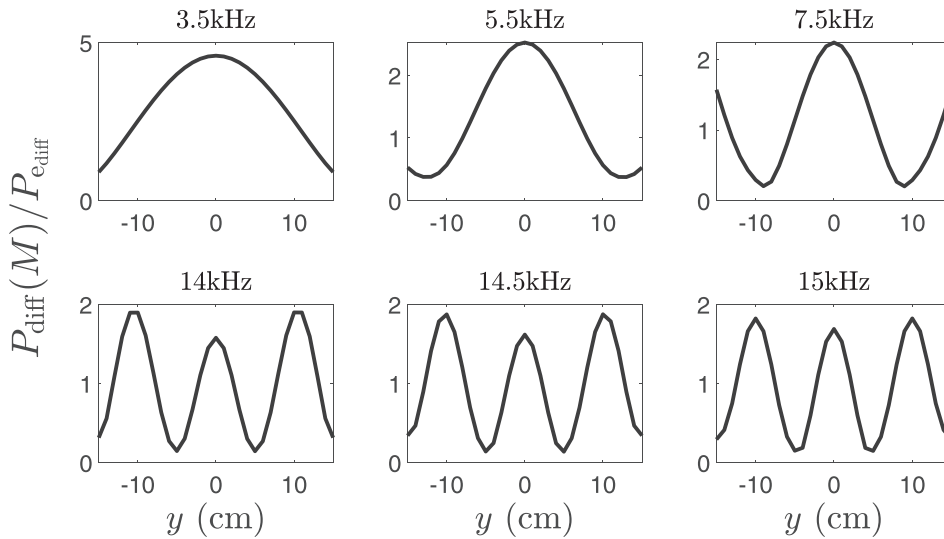 3.5kHz 5.5kHz 7.5kHz
5 2 2
1 1
0 0 0
-10 0 10 -10 0 10 -10 0 10
P_diff(M)/P_e_diff
14kHz 14.5kHz 15kHz
2 2 2
1 1 1
0 0 0
-10 0 10 -10 0 10 -10 0 10
y (cm) y (cm) y (cm)